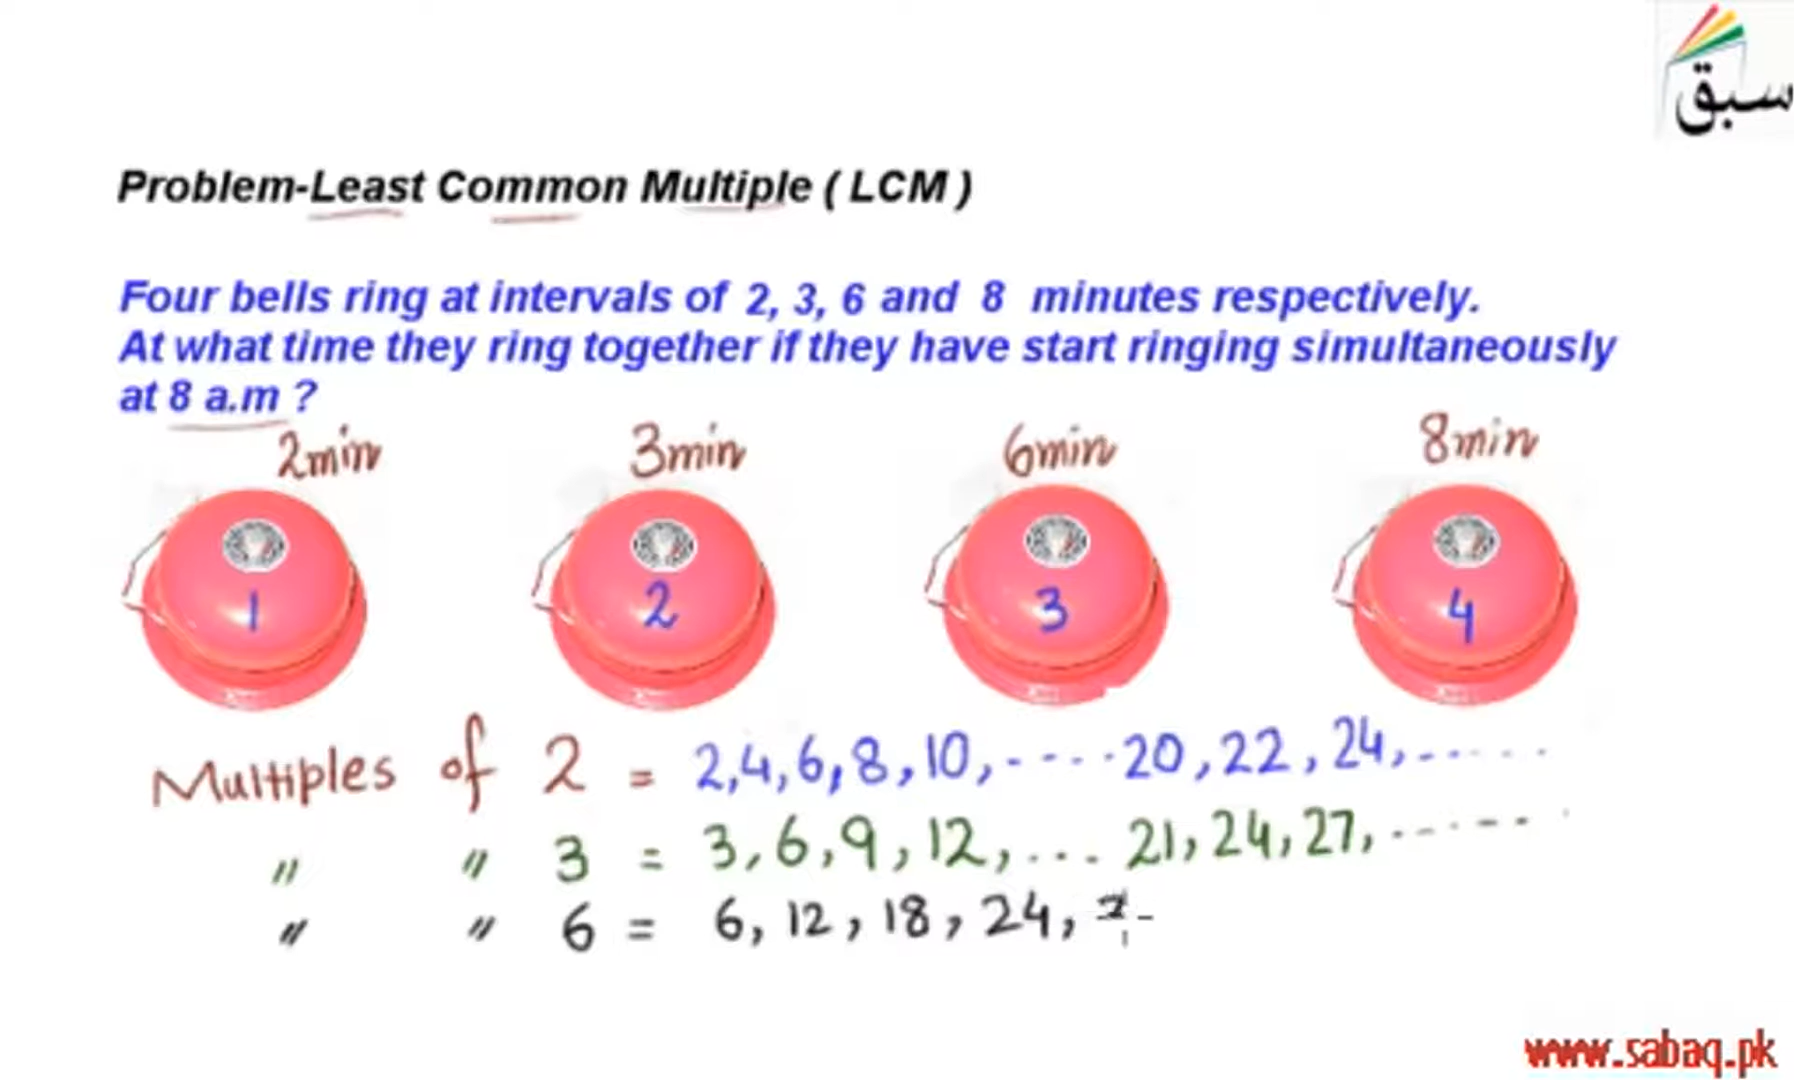 سبق
Problem-Least Common Multiple ( LCM )
Four bells ring at intervals of 2, 3, 6 and 8 minutes respectively.
At what time they ring together if they have start ringing simultaneously
at 8 a.m ?
2min 3min 6min 8min
1 2 3 4
Multiples of 2 = 2,4,6,8,10,----20,22,24,.....
" " 3 = 3,6,9,12,...21,24,27,------
" " 6 = 6,12,18,24,
www.sabaq.pk